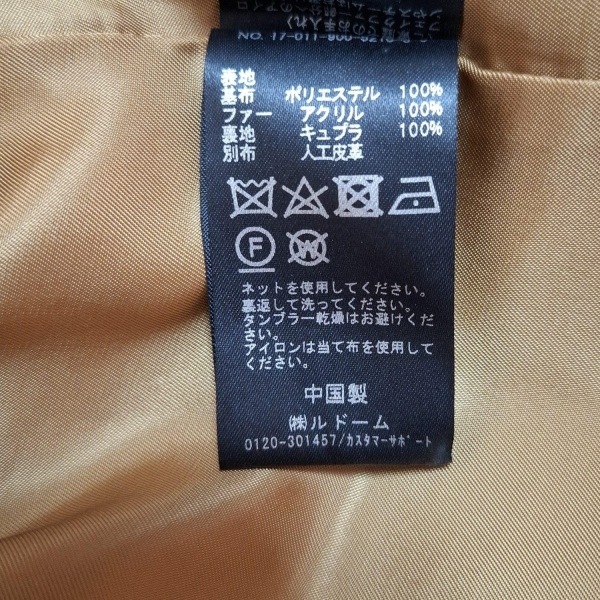 NO. 17-011-800-
表地
基布 ポリエステル 100%
ファー アクリル 100%
裏地 キュプラ 100%
別布 人工皮革
F W
ネットを使用してください。
裏返して洗ってください。
タンブラー乾燥はお避けくだ
さい。
アイロンは当て布を使用して
ください。
中国製
㈱ルドーム
0120-301457/カスタマーサポート